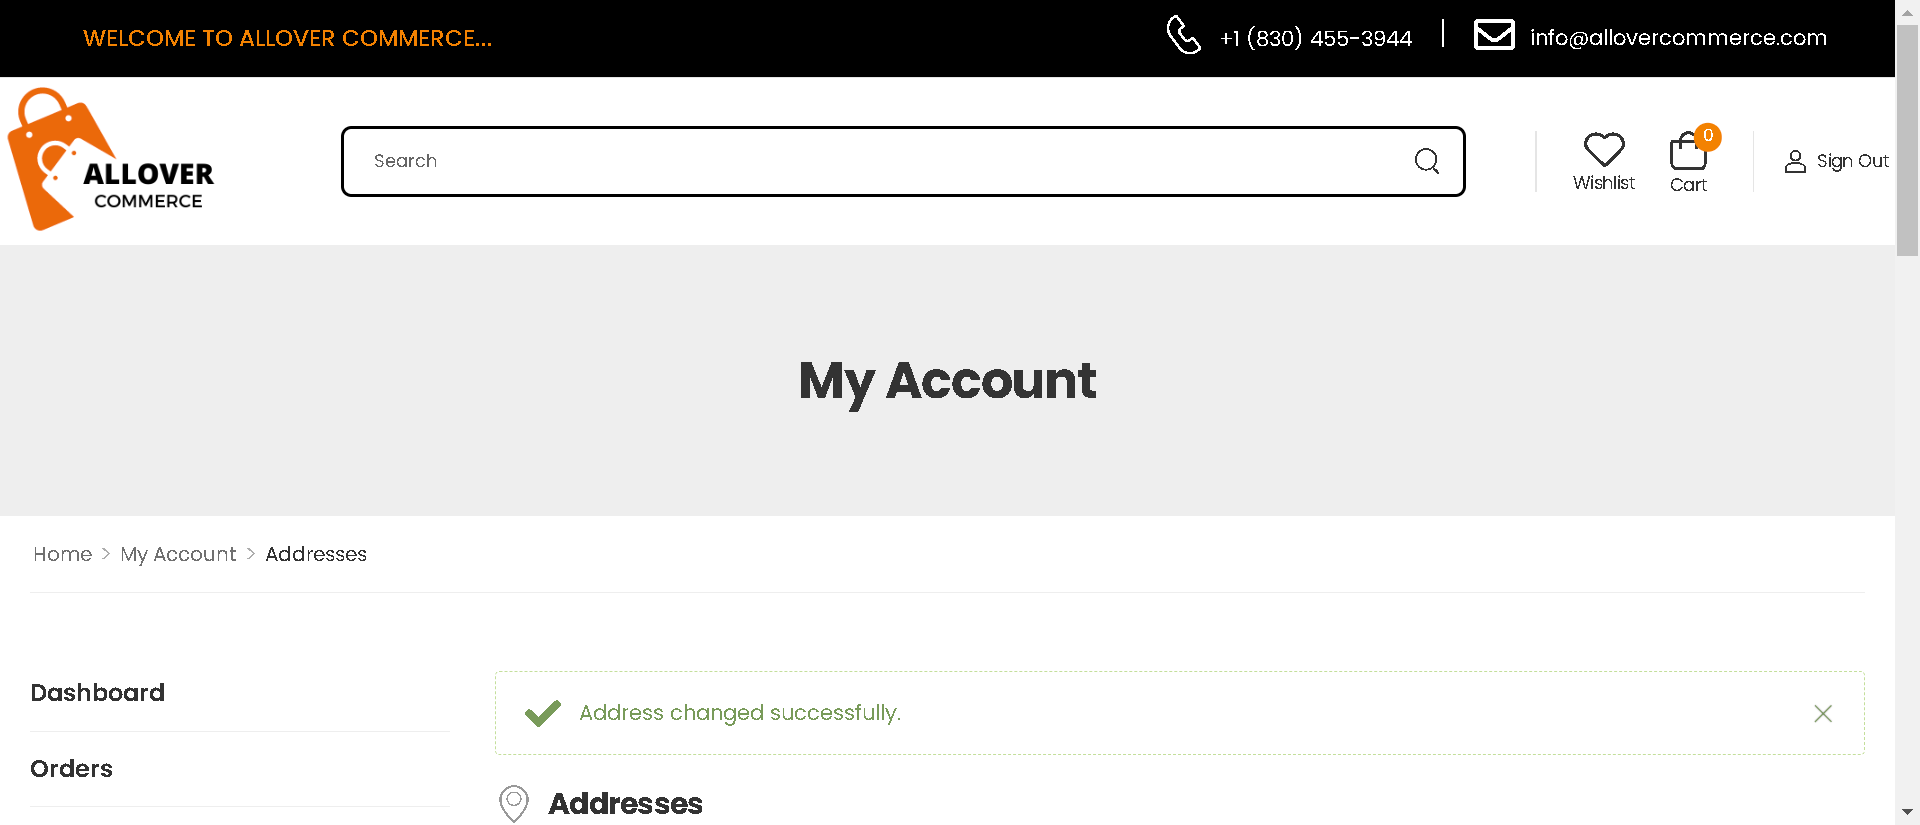 WELCOME TO ALLOVER COMMERCE...
+1 (830) 455-3944
info@allovercommerce.com
ALLOVER
COMMERCE
Search
Wishlist
0
Cart
Sign Out
My Account
Home > My Account > Addresses
Dashboard
Orders
Address changed successfully.
Addresses